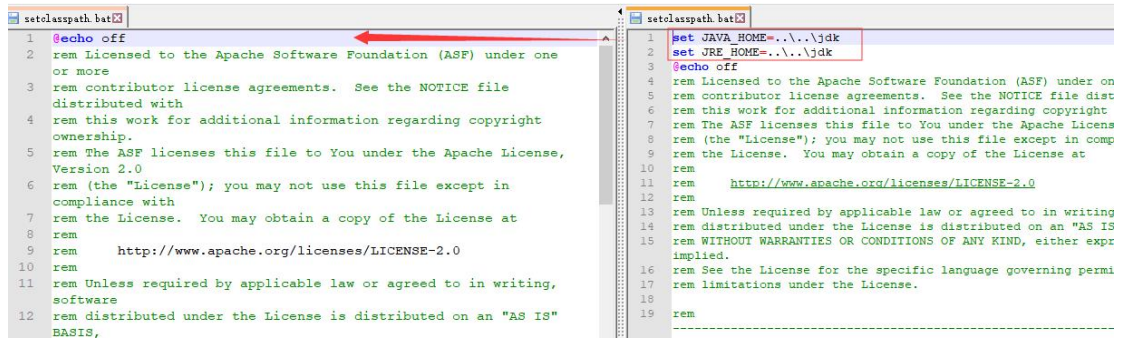 setclasspath.bat
1 @echo off
2 rem Licensed to the Apache Software Foundation (ASF) under one
or more
3 rem contributor license agreements.  See the NOTICE file
distributed with
4 rem this work for additional information regarding copyright
ownership.
5 rem The ASF licenses this file to You under the Apache License,
Version 2.0
6 rem (the "License"); you may not use this file except in
compliance with
7 rem the License.  You may obtain a copy of the License at
8 rem
9 rem     http://www.apache.org/licenses/LICENSE-2.0
10 rem
11 rem Unless required by applicable law or agreed to in writing,
software
12 rem distributed under the License is distributed on an "AS IS"
BASIS,
setclasspath.bat
1 set JAVA_HOME=..\..\jdk
2 set JRE_HOME=..\..\jdk
3 @echo off
4 rem Licensed to the Apache Software Foundation (ASF) under on
5 rem contributor license agreements.  See the NOTICE file dist
6 rem this work for additional information regarding copyright
7 rem The ASF licenses this file to You under the Apache Licens
8 rem (the "License"); you may not use this file except in comp
9 rem the License.  You may obtain a copy of the License at
10 rem
11 rem     http://www.apache.org/licenses/LICENSE-2.0
12 rem
13 rem Unless required by applicable law or agreed to in writing
14 rem distributed under the License is distributed on an "AS IS
15 rem WITHOUT WARRANTIES OR CONDITIONS OF ANY KIND, either expr
implied.
16 rem See the License for the specific language governing permi
17 rem limitations under the License.
18
19 rem
---------------------------------------------------------------